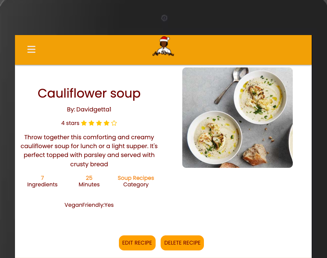 Cauliflower soup
By: Davidgetta1
4 stars
Throw together this comforting and creamy
cauliflower soup for lunch or a light supper. It's
perfect topped with parsley and served with
crusty bread
7 25 Soup Recipes
Ingredients Minutes Category
VeganFriendly:Yes
EDIT RECIPE DELETE RECIPE